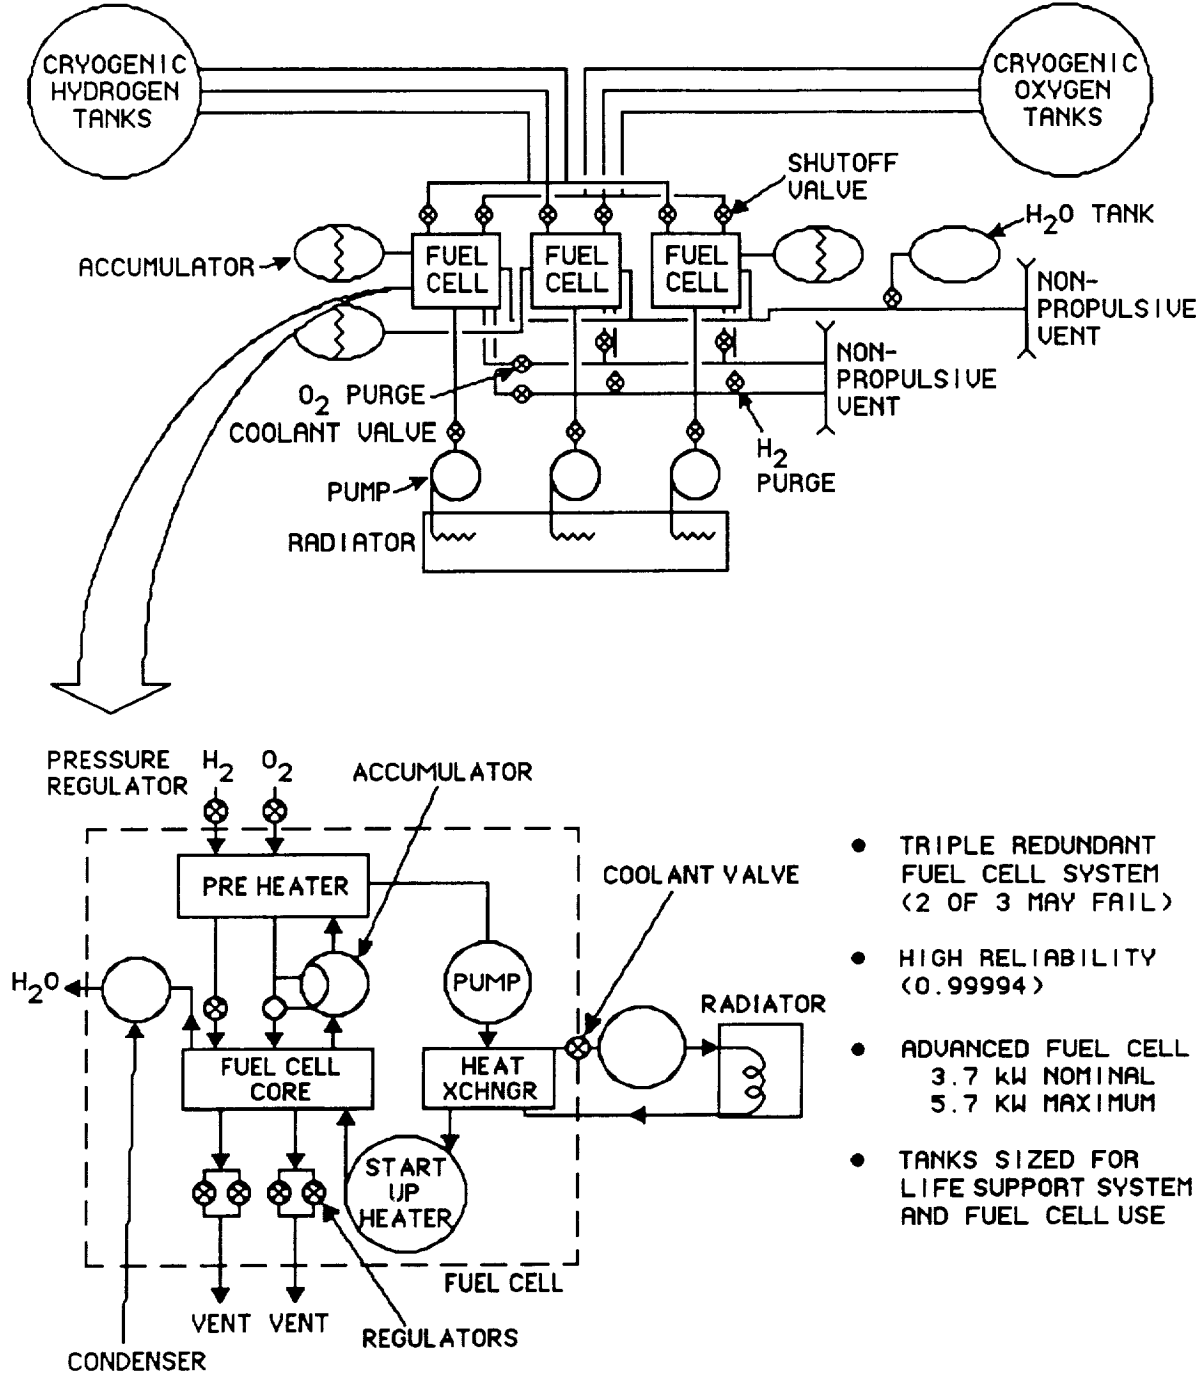 CRYOGENIC
HYDROGEN
TANKS
CRYOGENIC
OXYGEN
TANKS
SHUTOFF
VALVE
H2O TANK
ACCUMULATOR
FUEL
CELL
FUEL
CELL
FUEL
CELL
NON-
PROPULSIVE
VENT
NON-
PROPULSIVE
VENT
O2 PURGE
COOLANT VALVE
H2
PURGE
PUMP
RADIATOR
PRESSURE
REGULATOR
H2
O2
ACCUMULATOR
PRE HEATER
COOLANT VALVE
H2O
PUMP
RADIATOR
FUEL CELL
CORE
HEAT
XCHNGR
START
UP
HEATER
FUEL CELL
VENT
VENT
REGULATORS
CONDENSER
● TRIPLE REDUNDANT
FUEL CELL SYSTEM
(2 OF 3 MAY FAIL)
● HIGH RELIABILITY
(0.99994)
● ADVANCED FUEL CELL
3.7 kW NOMINAL
5.7 kW MAXIMUM
● TANKS SIZED FOR
LIFE SUPPORT SYSTEM
AND FUEL CELL USE